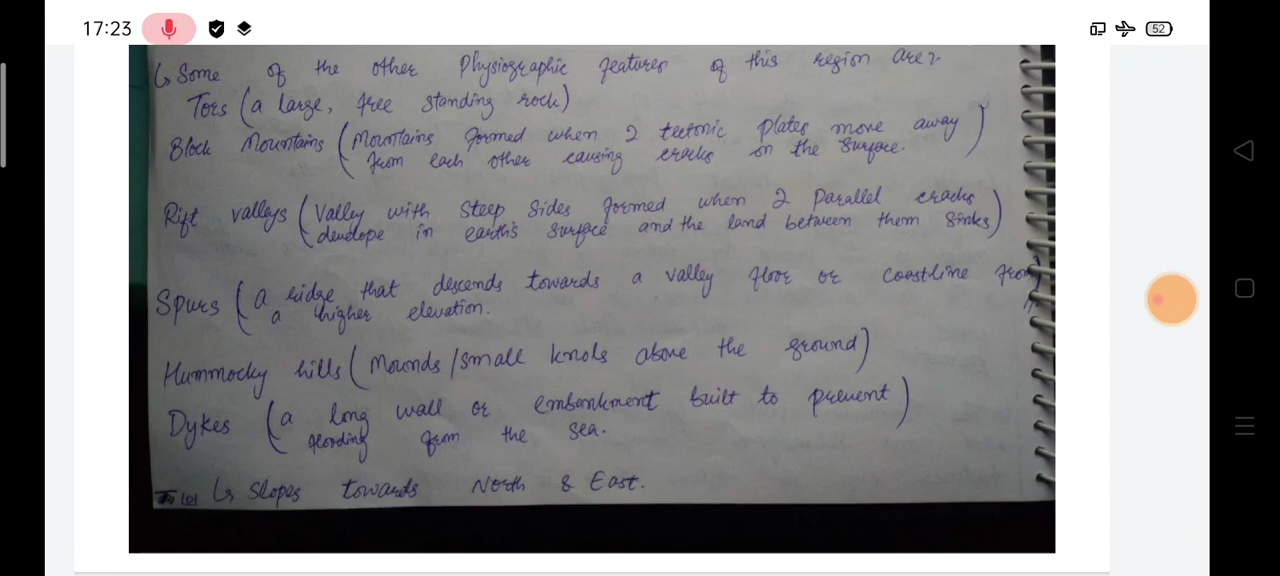 17:23
52
↳ Some of the other Physiographic features of this region are:
Tors (a large, free standing rock)
Block Mountains (Mountains formed when 2 tectonic plates move away
from each other causing cracks on the surface.)
Rift valleys (Valley with steep sides formed when 2 Parallel cracks
develope in earth's surface and the land between them sinks)
Spurs (a ridge that descends towards a valley floor or coastline from
a higher elevation.
Hummocky hills (Mounds/small knols above the ground)
Dykes (a long wall or embankment built to prevent
flooding from the sea.)
↳ Slopes towards North & East.